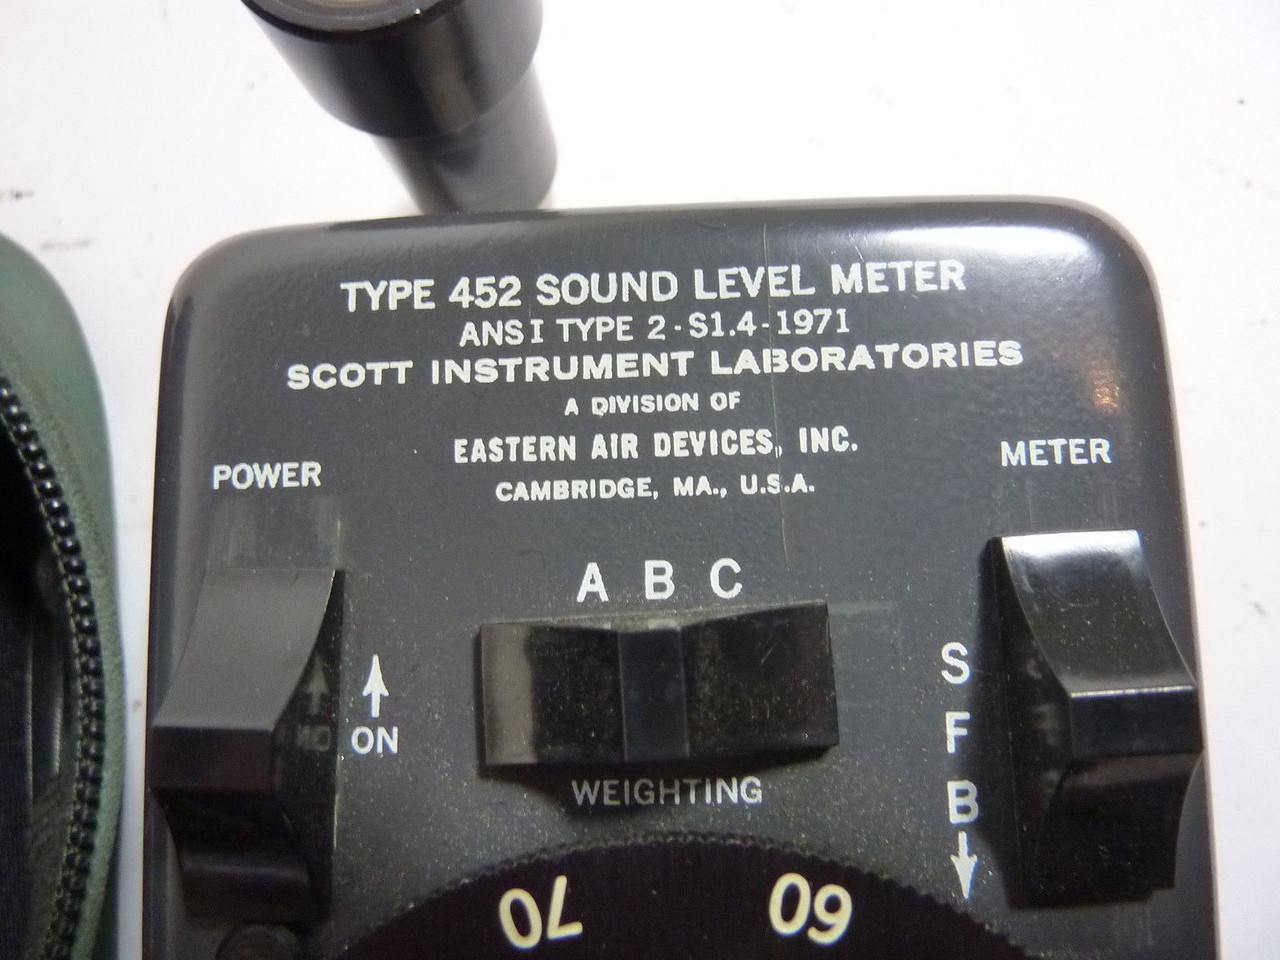 TYPE 452 SOUND LEVEL METER
ANSI TYPE 2-S1.4-1971
SCOTT INSTRUMENT LABORATORIES
A DIVISION OF
EASTERN AIR DEVICES, INC.
CAMBRIDGE, MA., U.S.A.
POWER
METER
A B C
ON
WEIGHTING
S
F
B
70
60